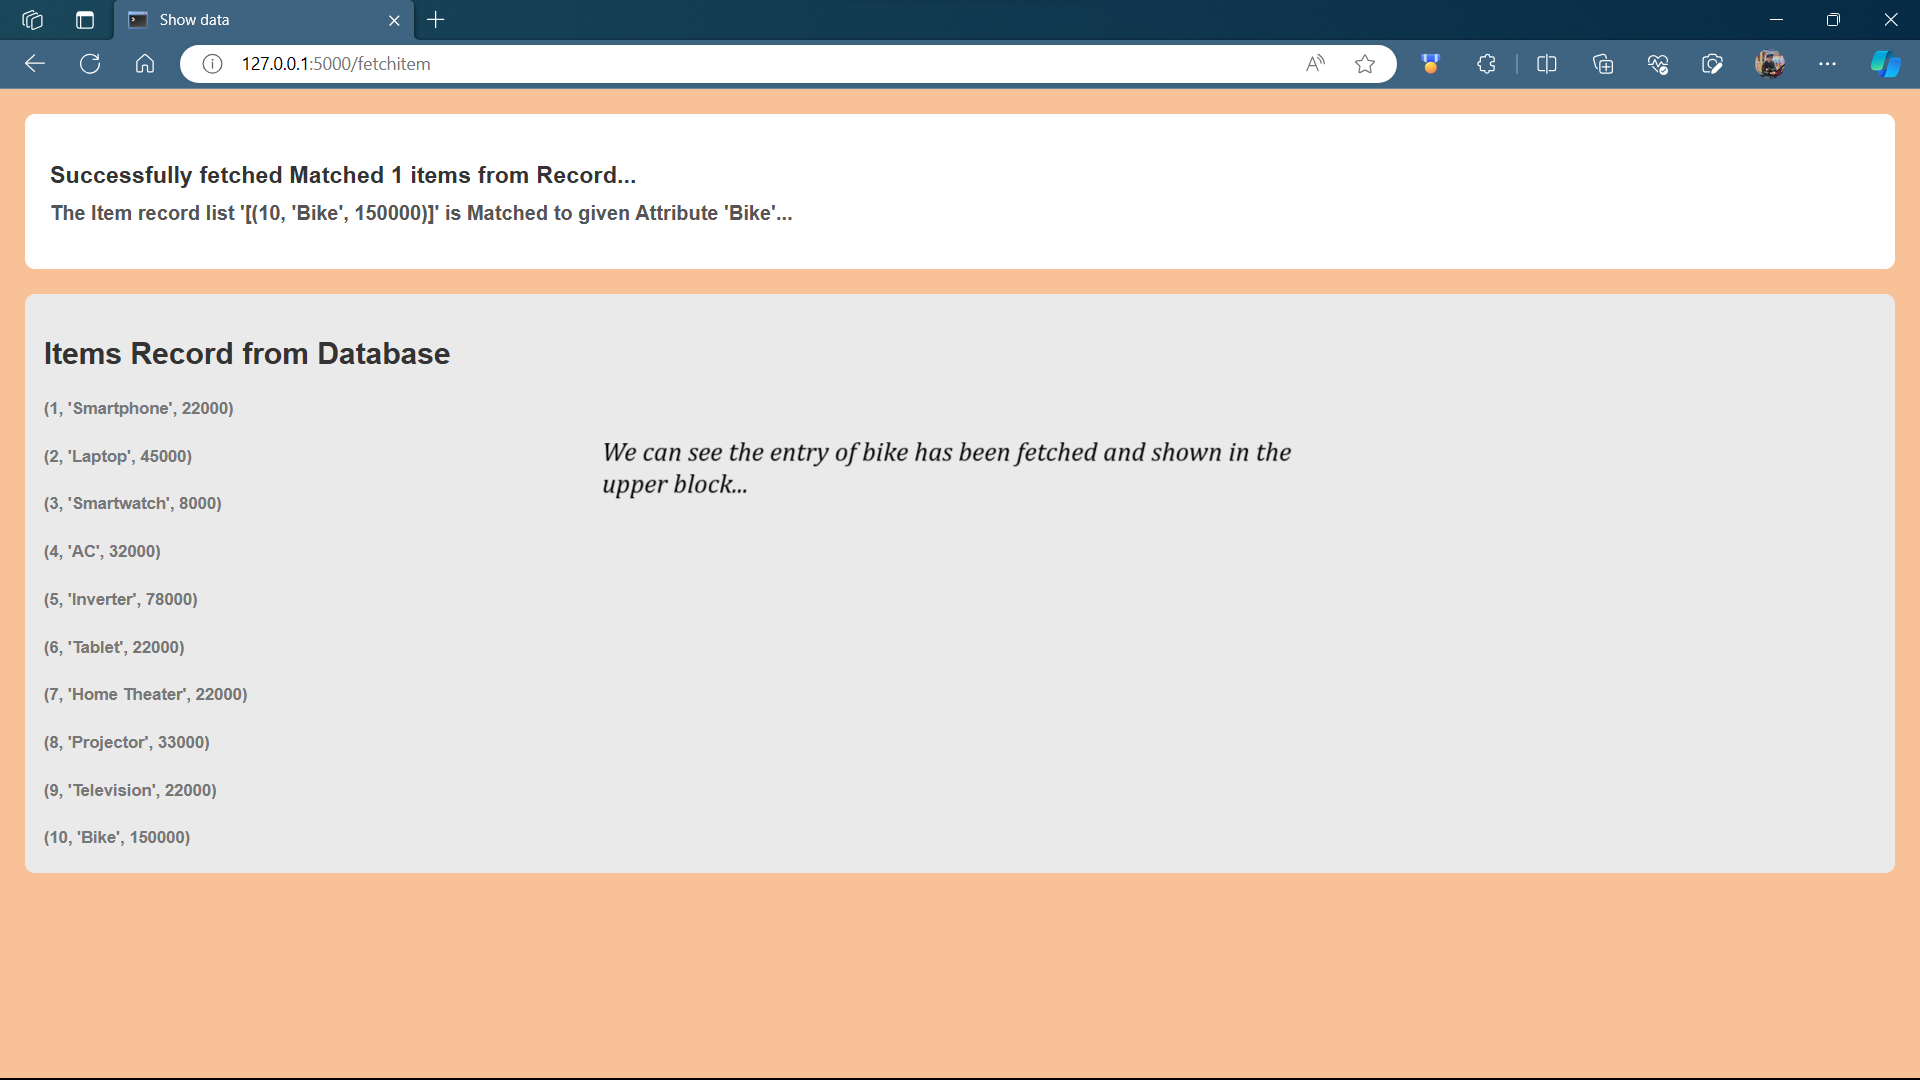 Show data
127.0.0.1:5000/fetchitem
Successfully fetched Matched 1 items from Record...
The Item record list '[(10, 'Bike', 150000)]' is Matched to given Attribute 'Bike'...
Items Record from Database
(1, 'Smartphone', 22000)
(2, 'Laptop', 45000)
(3, 'Smartwatch', 8000)
(4, 'AC', 32000)
(5, 'Inverter', 78000)
(6, 'Tablet', 22000)
(7, 'Home Theater', 22000)
(8, 'Projector', 33000)
(9, 'Television', 22000)
(10, 'Bike', 150000)
We can see the entry of bike has been fetched and shown in the
upper block...